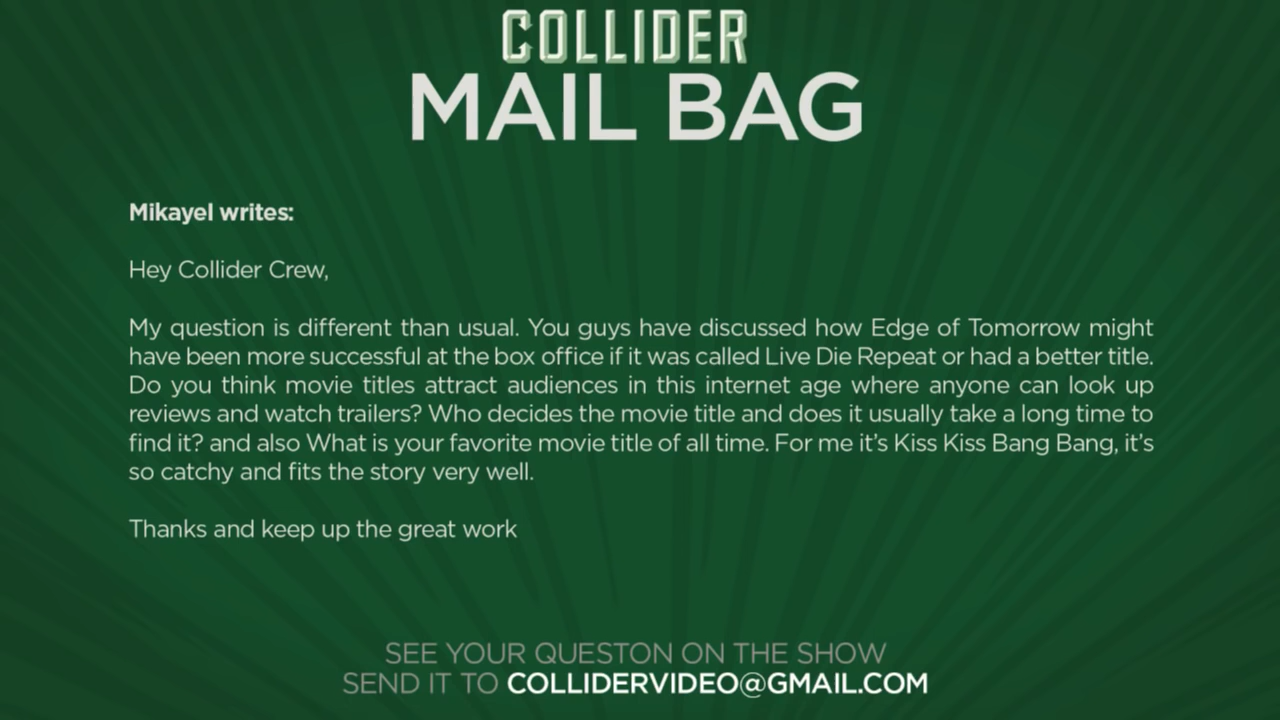 COLLIDER
MAIL BAG
Mikayel writes:
Hey Collider Crew,
My question is different than usual. You guys have discussed how Edge of Tomorrow might
have been more successful at the box office if it was called Live Die Repeat or had a better title.
Do you think movie titles attract audiences in this internet age where anyone can look up
reviews and watch trailers? Who decides the movie title and does it usually take a long time to
find it? and also What is your favorite movie title of all time. For me it’s Kiss Kiss Bang Bang, it’s
so catchy and fits the story very well.
Thanks and keep up the great work
SEE YOUR QUESTON ON THE SHOW
SEND IT TO COLLIDERVIDEO@GMAIL.COM